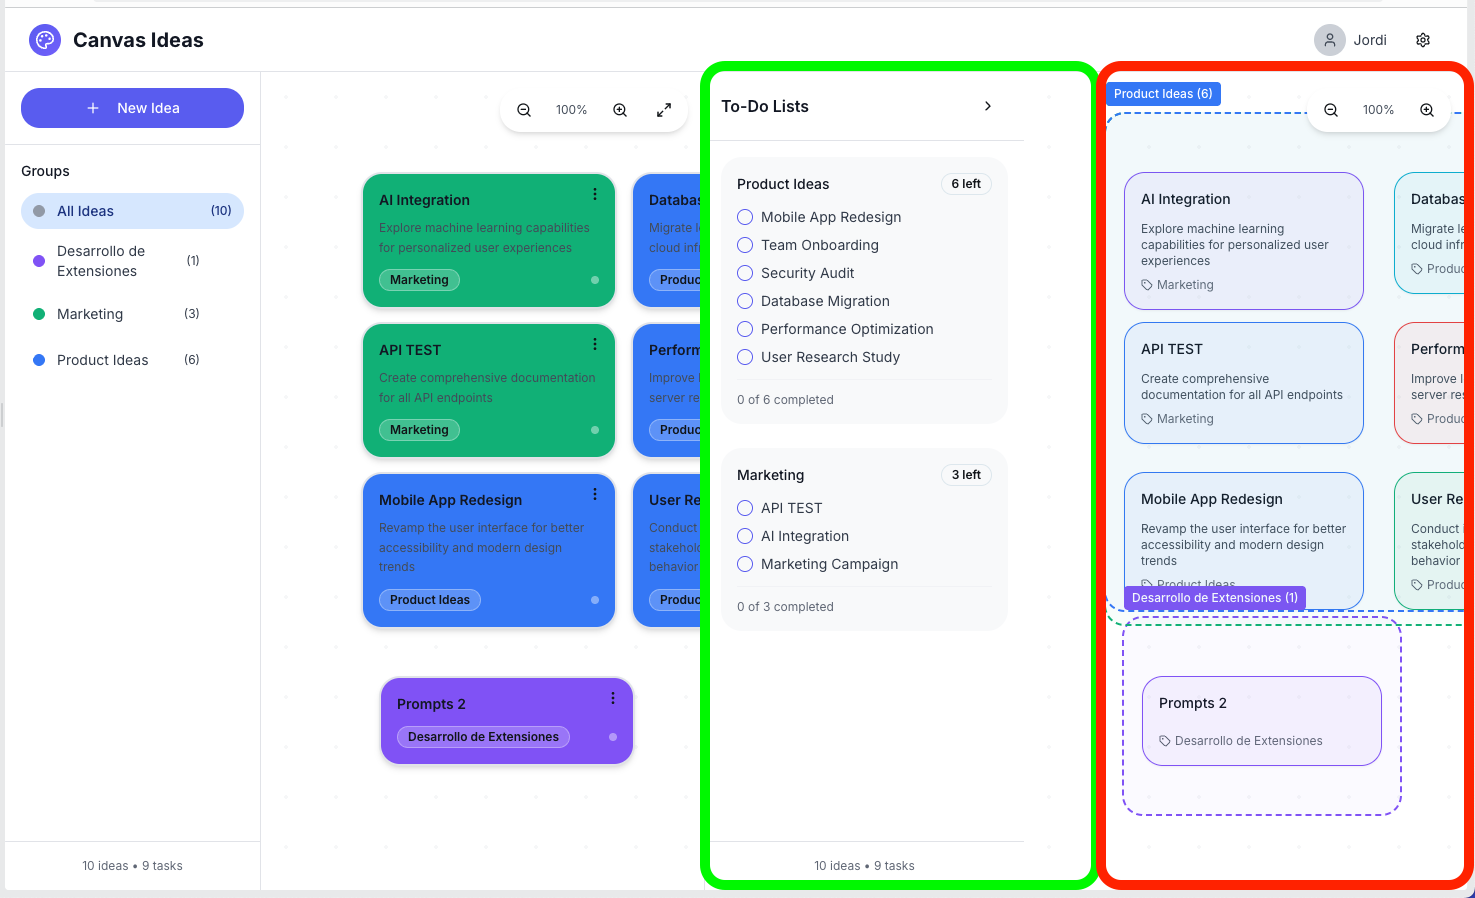 Canvas Ideas
Jordi
New Idea
Groups
All Ideas (10)
Desarrollo de
Extensiones
(1)
Marketing (3)
Product Ideas (6)
10 ideas • 9 tasks
100%
AI Integration
Explore machine learning capabilities
for personalized user experiences
Marketing
API TEST
Create comprehensive documentation
for all API endpoints
Marketing
Mobile App Redesign
Revamp the user interface for better
accessibility and modern design
trends
Product Ideas
Prompts 2
Desarrollo de Extensiones
Databas
Migrate l
cloud infr
Produc
Perform
Improve
server re
Produc
User Re
Conduct
stakehol
behavior
Produc
To-Do Lists
Product Ideas 6 left
Mobile App Redesign
Team Onboarding
Security Audit
Database Migration
Performance Optimization
User Research Study
0 of 6 completed
Marketing 3 left
API TEST
AI Integration
Marketing Campaign
0 of 3 completed
10 ideas • 9 tasks
Product Ideas (6)
100%
AI Integration
Explore machine learning
capabilities for personalized user
experiences
Marketing
API TEST
Create comprehensive
documentation for all API endpoints
Marketing
Mobile App Redesign
Revamp the user interface for better
accessibility and modern design
trends
Product Ideas
Desarrollo de Extensiones (1)
Prompts 2
Desarrollo de Extensiones
Databas
Migrate le
cloud infr
Produc
Perform
Improve l
server res
Produc
User Re
Conduct i
stakehold
behavior
Produc